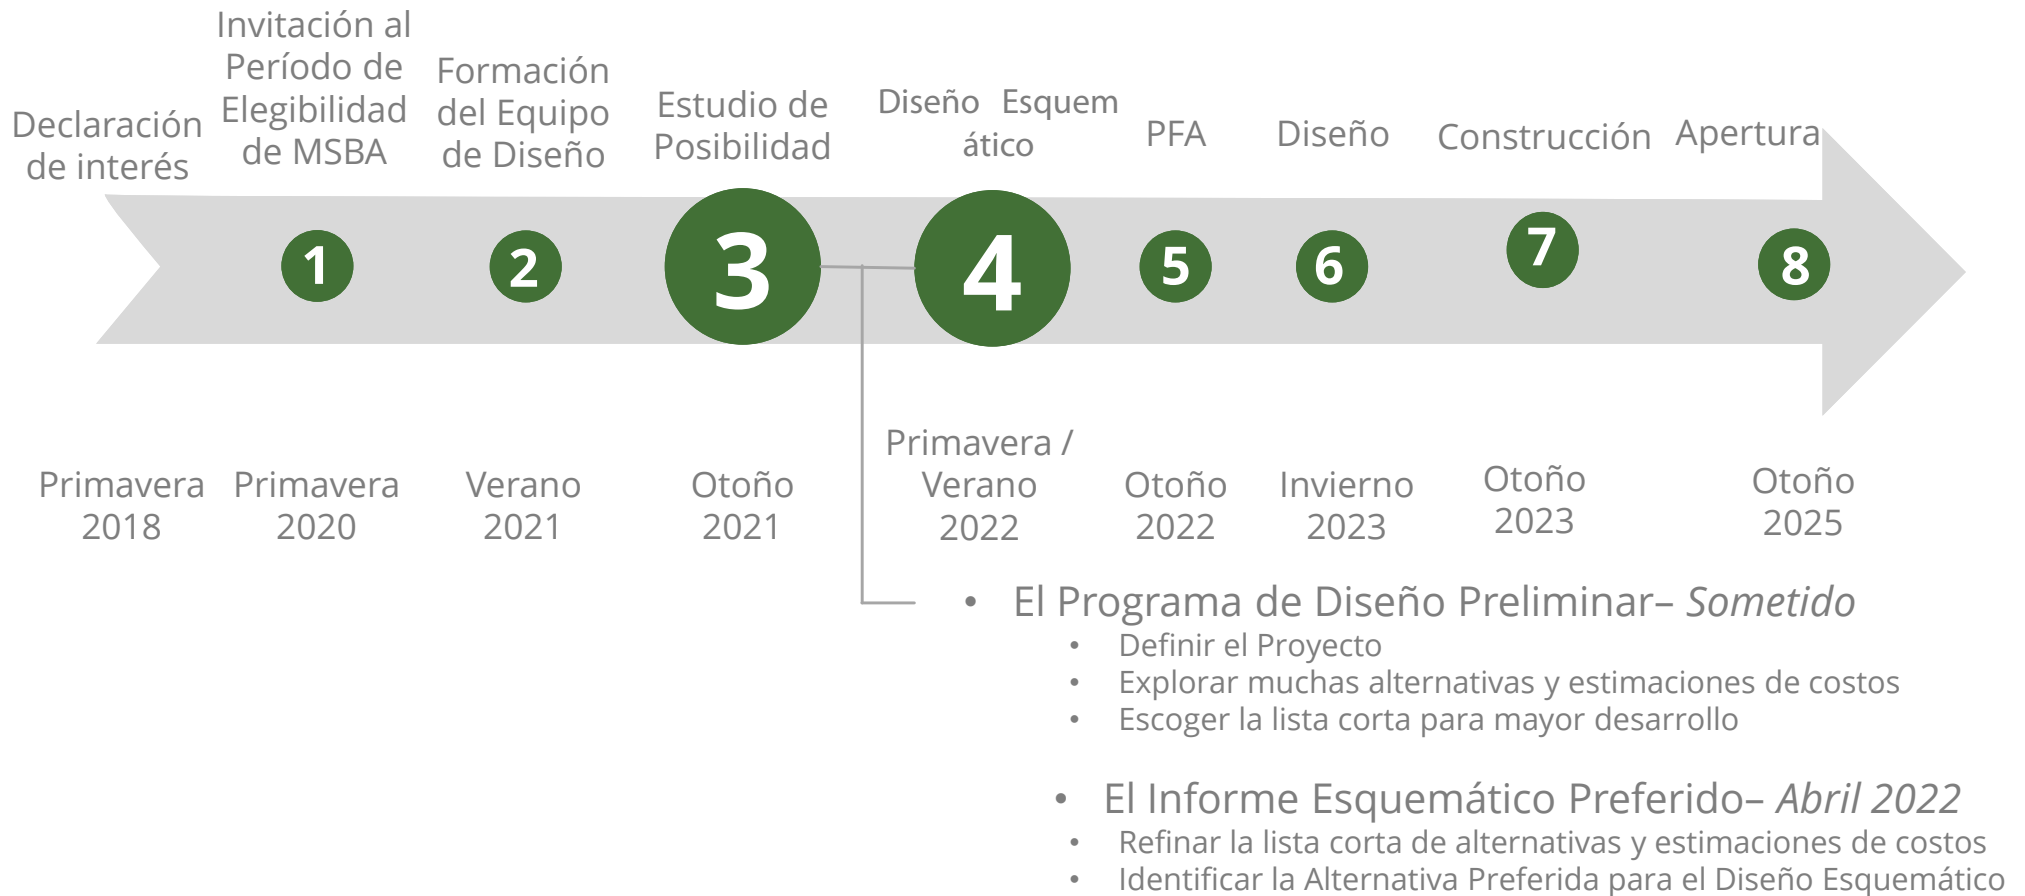 Declaración
de interés
Invitación al
Período de
Elegibilidad
de MSBA
Formación
del Equipo
de Diseño
Estudio de
Posibilidad
Diseño Esquem
ático
PFA
Diseño
Construcción
Apertura
1
2
3
4
5
6
7
8
Primavera
2018
Primavera
2020
Verano
2021
Otoño
2021
Primavera /
Verano
2022
Otoño
2022
Invierno
2023
Otoño
2023
Otoño
2025
• El Programa de Diseño Preliminar– Sometido
• Definir el Proyecto
• Explorar muchas alternativas y estimaciones de costos
• Escoger la lista corta para mayor desarrollo
• El Informe Esquemático Preferido– Abril 2022
• Refinar la lista corta de alternativas y estimaciones de costos
• Identificar la Alternativa Preferida para el Diseño Esquemático